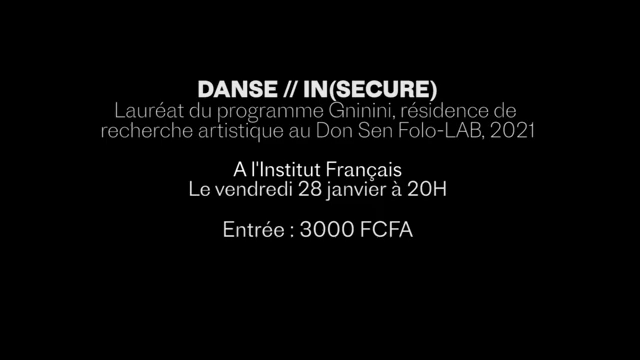 DANSE // IN(SECURE)
Lauréat du programme Gninini, résidence de
recherche artistique au Don Sen Folo-LAB, 2021
A l'Institut Français
Le vendredi 28 janvier à 20H
Entrée : 3000 FCFA